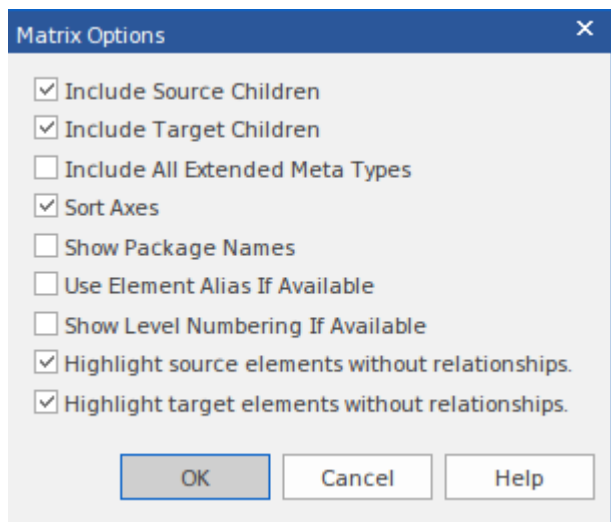 Matrix Options
Include Source Children
Include Target Children
Include All Extended Meta Types
Sort Axes
Show Package Names
Use Element Alias If Available
Show Level Numbering If Available
Highlight source elements without relationships.
Highlight target elements without relationships.
OK Cancel Help